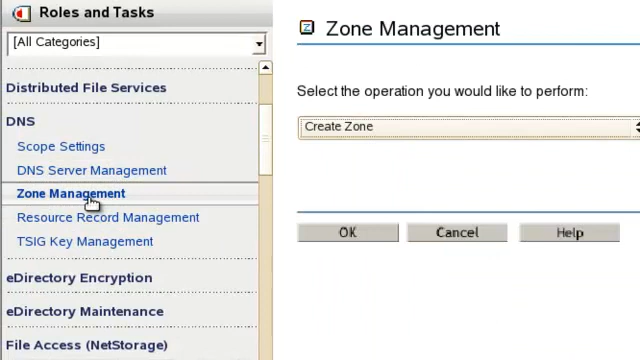 Roles and Tasks
[All Categories]
Distributed File Services
DNS
Scope Settings
DNS Server Management
Zone Management
Resource Record Management
TSIG Key Management
eDirectory Encryption
eDirectory Maintenance
File Access (NetStorage)
Zone Management
Select the operation you would like to perform:
Create Zone
OK Cancel Help